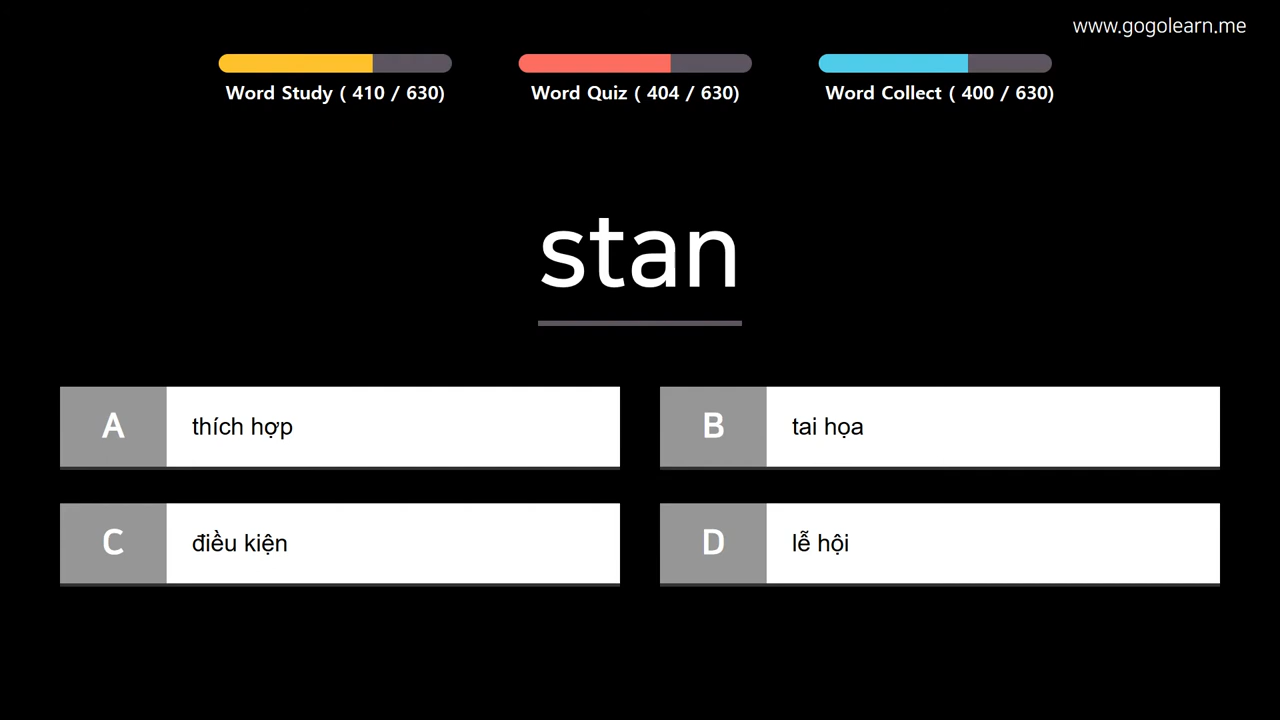 www.gogolearn.me
Word Study ( 410 / 630)
Word Quiz ( 404 / 630)
Word Collect ( 400 / 630)
stan
A thích hợp
B tai họa
C điều kiện
D lễ hội